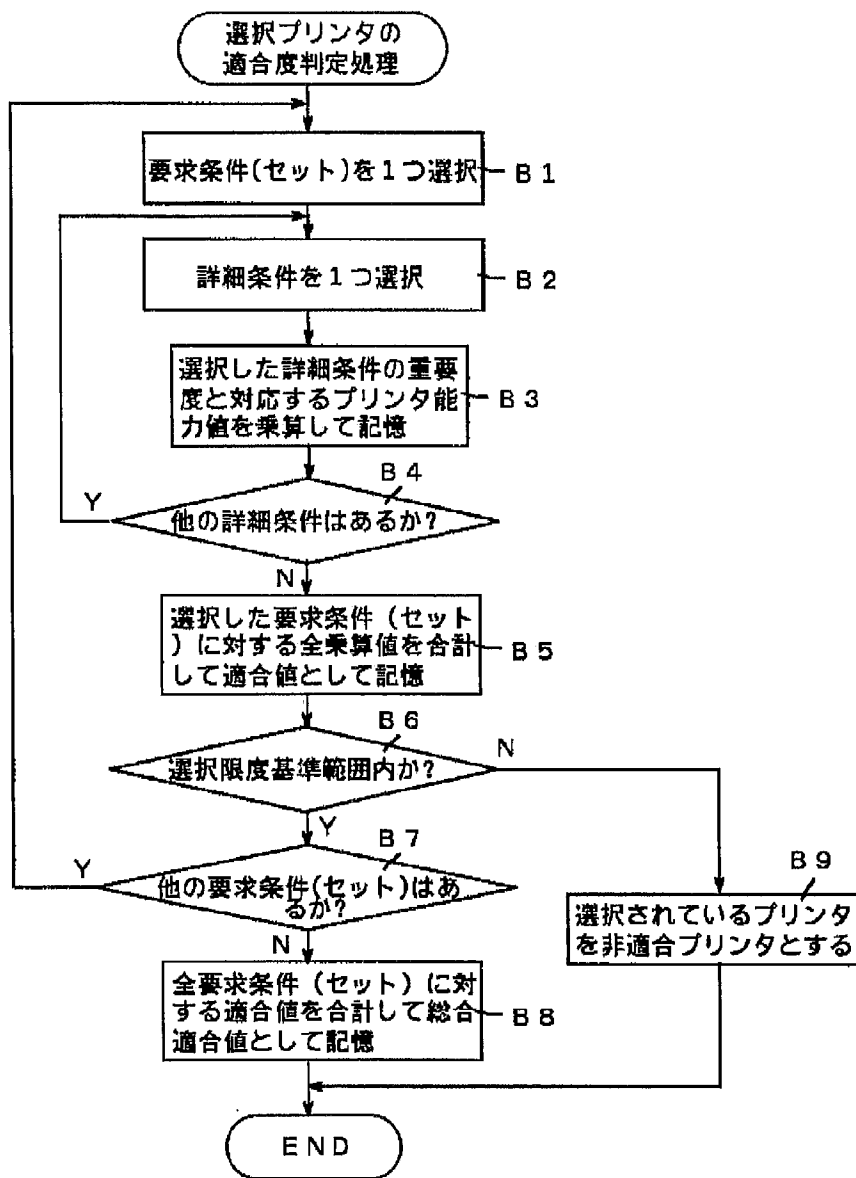 選択プリンタの
適合度判定処理
要求条件(セット)を1つ選択
B1
詳細条件を1つ選択
B2
選択した詳細条件の重要
度と対応するプリンタ能
力値を乗算して記憶
B3
B4
Y
他の詳細条件はあるか?
N
選択した要求条件(セット
)に対する全乗算値を合計
して適合値として記憶
B5
B6
N
選択限度基準範囲内か?
Y
B7
Y
他の要求条件(セット)はあ
るか?
N
B9
選択されているプリンタ
を非適合プリンタとする
全要求条件(セット)に対
する適合値を合計して総合
適合値として記憶
B8
END